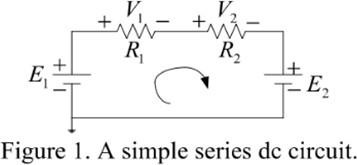 + V₁ − + V₂ −
R₁ R₂
+ +
E₁ E₂
− −
Figure 1. A simple series dc circuit.